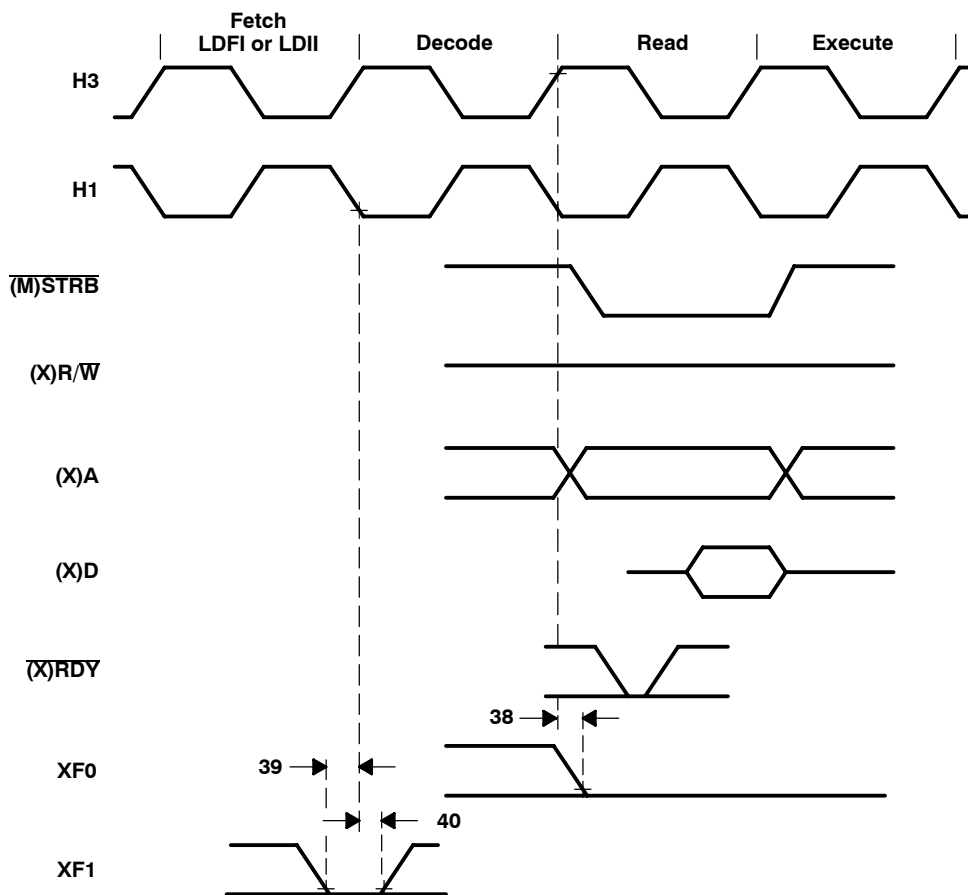 Fetch
LDFI or LDII
Decode
Read
Execute
H3
H1
(M)STRB
(X)R/W
(X)A
(X)D
(X)RDY
38
XF0
39
40
XF1